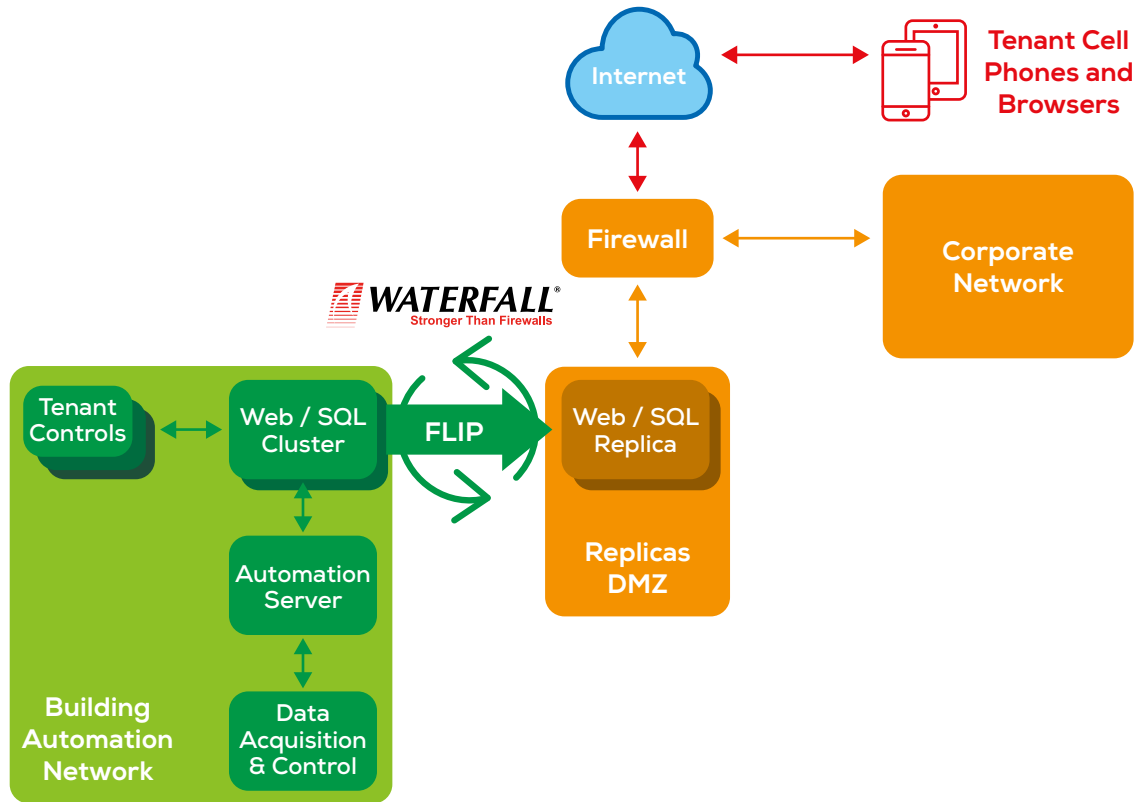 Internet
Tenant Cell
Phones and
Browsers
Firewall
Corporate
Network
WATERFALL®
Stronger Than Firewalls
Tenant
Controls
Web / SQL
Cluster
FLIP
Web / SQL
Replica
Automation
Server
Replicas
DMZ
Building
Automation
Network
Data
Acquisition
& Control